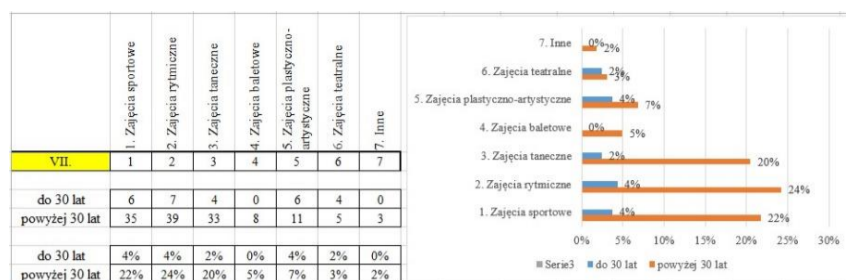 1. Zajęcia sportowe
2. Zajęcia rytmiczne
3. Zajęcia taneczne
4. Zajęcia baletowe
5. Zajęcia plastyczno-
artystyczne
6. Zajęcia teatralne
7. Inne
VII. 1 2 3 4 5 6 7
do 30 lat 6 7 4 0 6 4 0
powyżej 30 lat 35 39 33 8 11 5 3
do 30 lat 4% 4% 2% 0% 4% 2% 0%
powyżej 30 lat 22% 24% 20% 5% 7% 3% 2%
7. Inne 0% 2%
6. Zajęcia teatralne 2% 3%
5. Zajęcia plastyczno-artystyczne 4% 7%
4. Zajęcia baletowe 0% 5%
3. Zajęcia taneczne 2% 20%
2. Zajęcia rytmiczne 4% 24%
1. Zajęcia sportowe 4% 22%
0% 5% 10% 15% 20% 25% 30%
Serie3 do 30 lat powyżej 30 lat